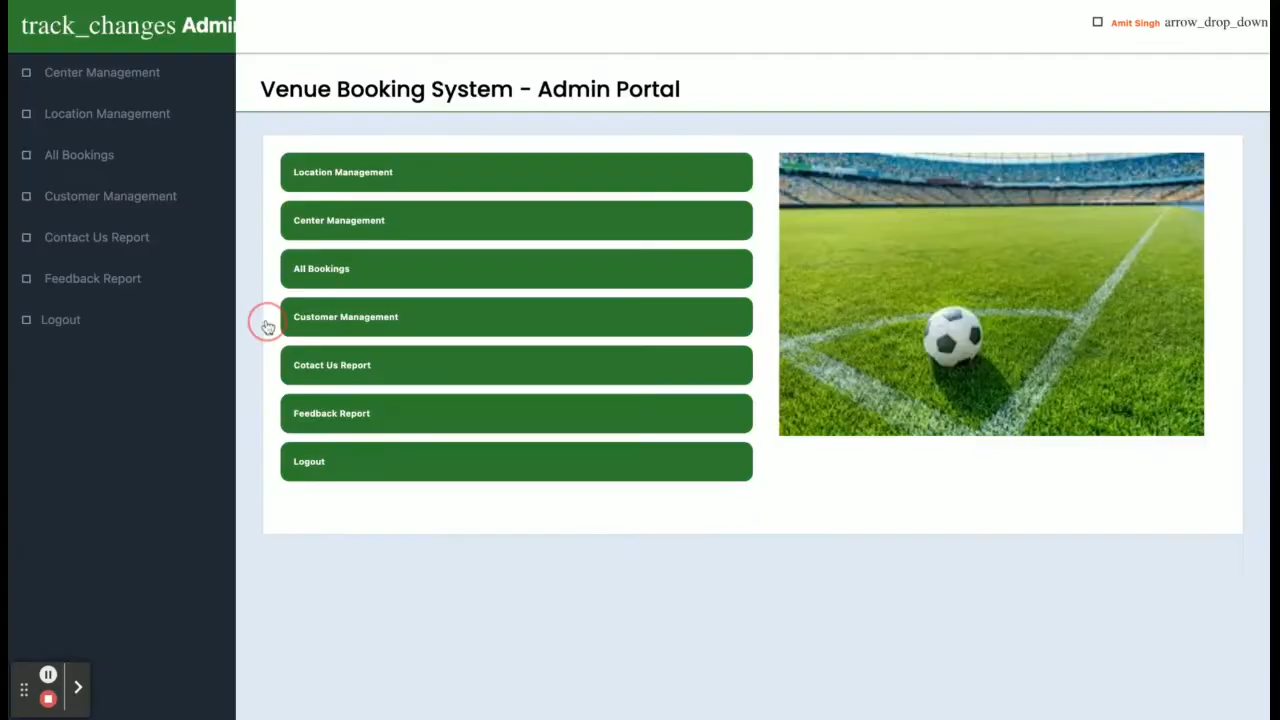 track_changes Admin
Amit Singh arrow_drop_down
Center Management
Location Management
All Bookings
Customer Management
Contact Us Report
Feedback Report
Logout
Venue Booking System - Admin Portal
Location Management
Center Management
All Bookings
Customer Management
Cotact Us Report
Feedback Report
Logout